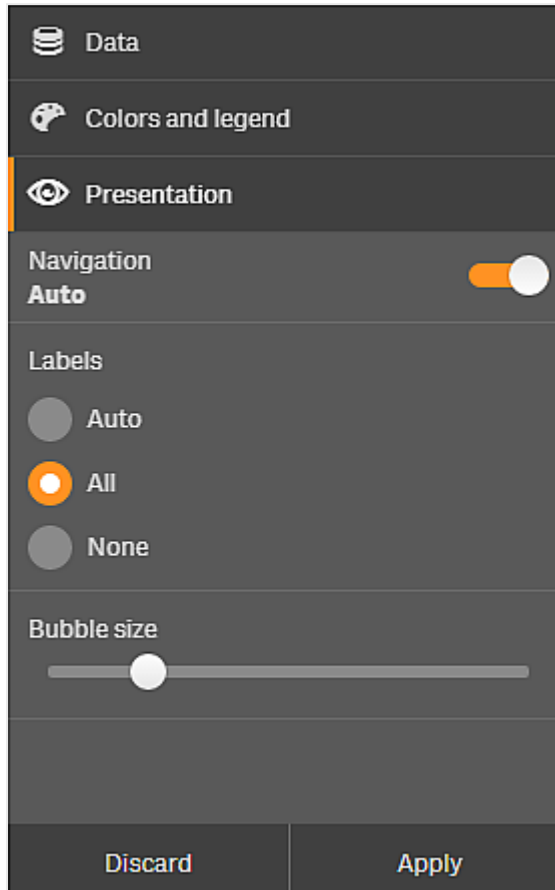 Data
Colors and legend
Presentation
Navigation
Auto
Labels
Auto
All
None
Bubble size
Discard
Apply